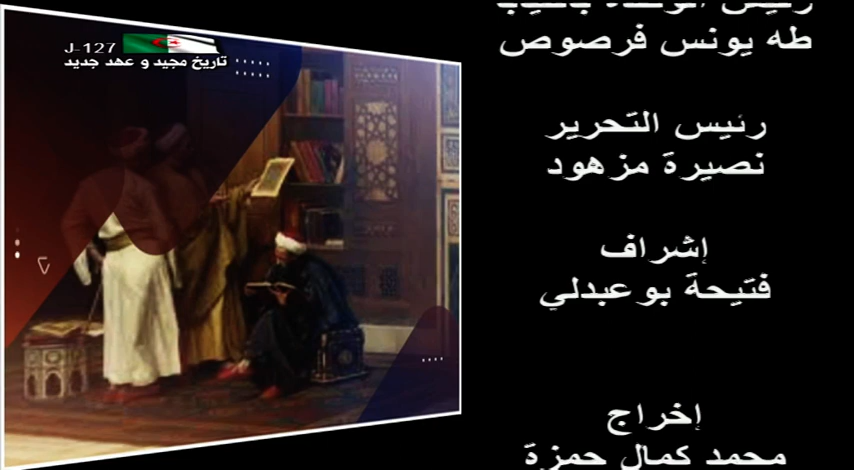 J-127
تاريخ مجيد و عهد جديد
طه يونس فرصوص
رئيس التحرير
نصيرة مزهود
إشراف
فتيحة بوعبدلي
إخراج
محمد كمال حمزة